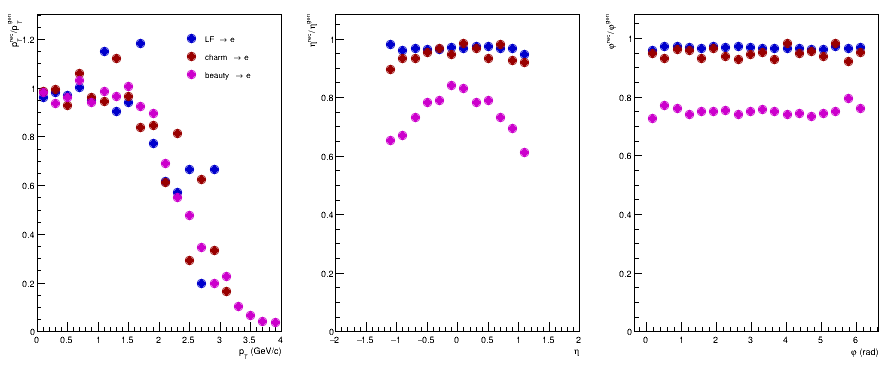 p_T^rec/p_T^gen
1.2
1
0.8
0.6
0.4
0.2
0
LF → e
charm → e
beauty → e
0 0.5 1 1.5 2 2.5 3 3.5 4
p_T (GeV/c)
η^rec/η^gen
1
0.8
0.6
0.4
0.2
0
−2 −1.5 −1 −0.5 0 0.5 1 1.5 2
η
φ^rec/φ^gen
1
0.8
0.6
0.4
0.2
0
0 1 2 3 4 5 6
φ (rad)